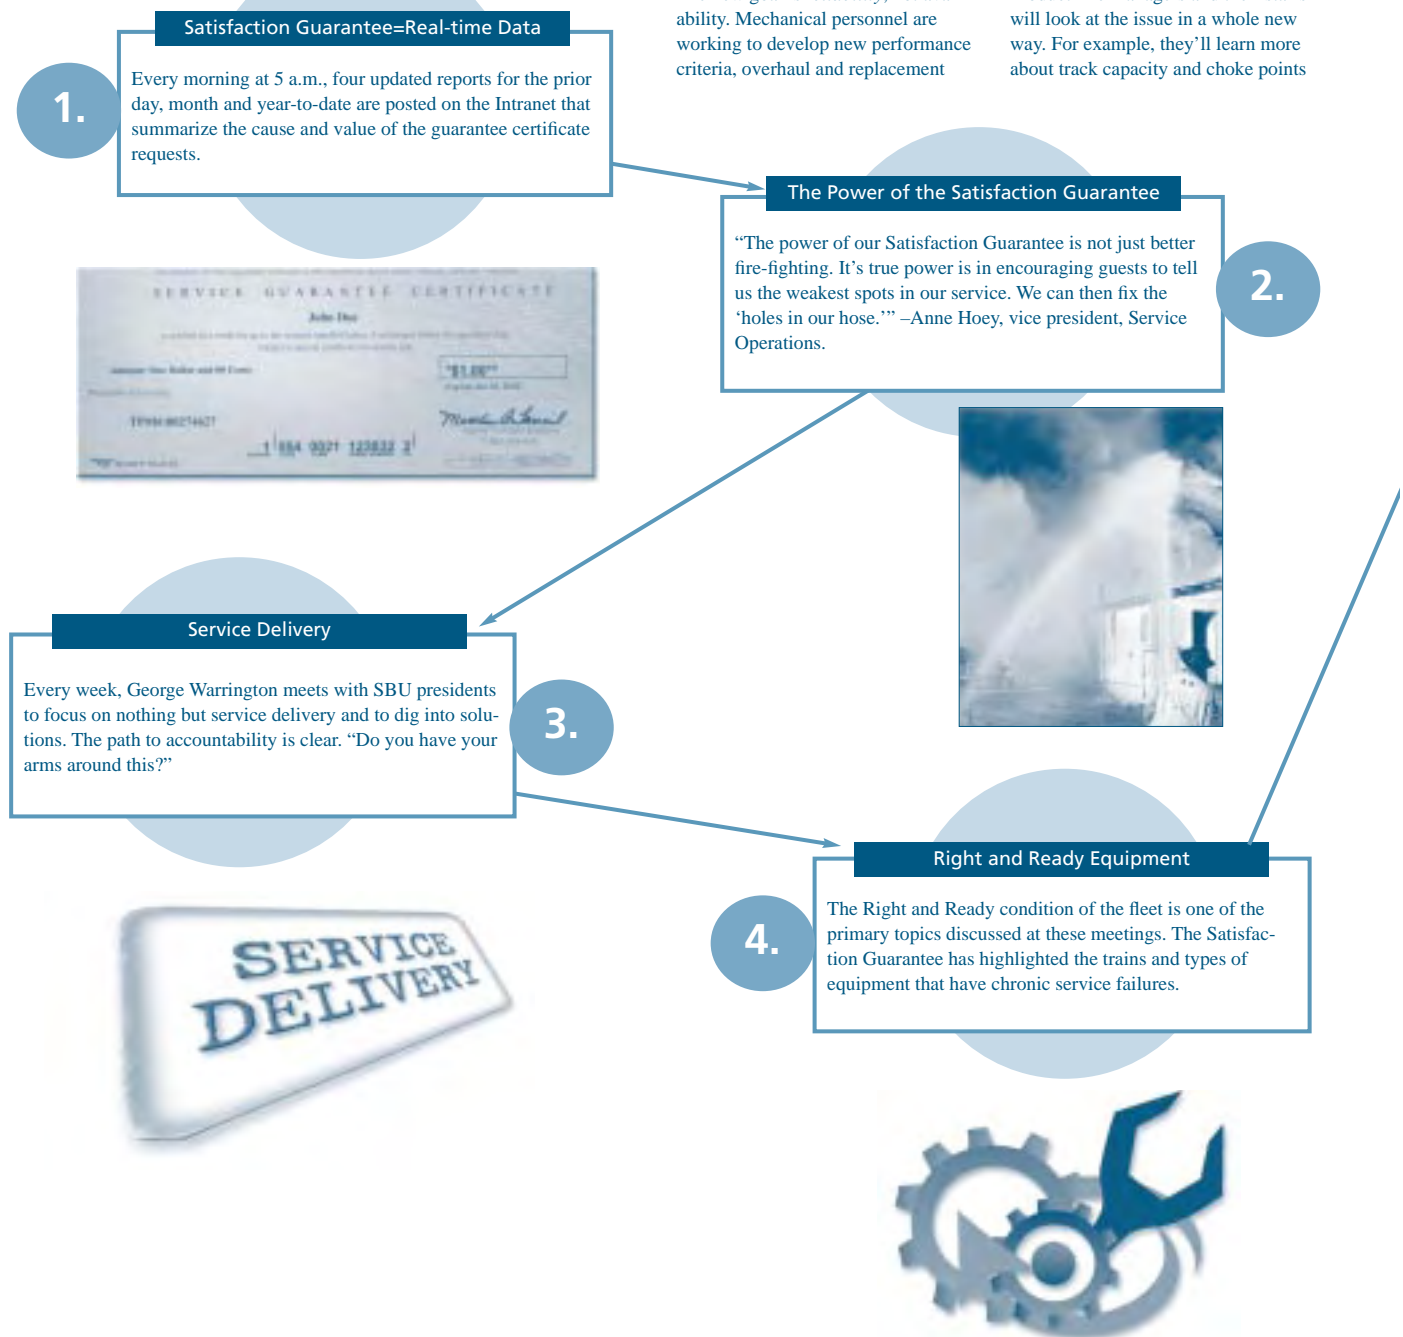 ability. Mechanical personnel are
working to develop new performance
criteria, overhaul and replacement
will look at the issue in a whole new
way. For example, they'll learn more
about track capacity and choke points
Satisfaction Guarantee=Real-time Data
1.
Every morning at 5 a.m., four updated reports for the prior
day, month and year-to-date are posted on the Intranet that
summarize the cause and value of the guarantee certificate
requests.
The Power of the Satisfaction Guarantee
“The power of our Satisfaction Guarantee is not just better
fire-fighting. It's true power is in encouraging guests to tell
us the weakest spots in our service. We can then fix the
‘holes in our hose.’” –Anne Hoey, vice president, Service
Operations.
2.
SERVICE GUARANTEE CERTIFICATE
John Doe
*$1.00**
Service Delivery
Every week, George Warrington meets with SBU presidents
to focus on nothing but service delivery and to dig into solu-
tions. The path to accountability is clear. “Do you have your
arms around this?”
3.
SERVICE
DELIVERY
Right and Ready Equipment
4.
The Right and Ready condition of the fleet is one of the
primary topics discussed at these meetings. The Satisfac-
tion Guarantee has highlighted the trains and types of
equipment that have chronic service failures.